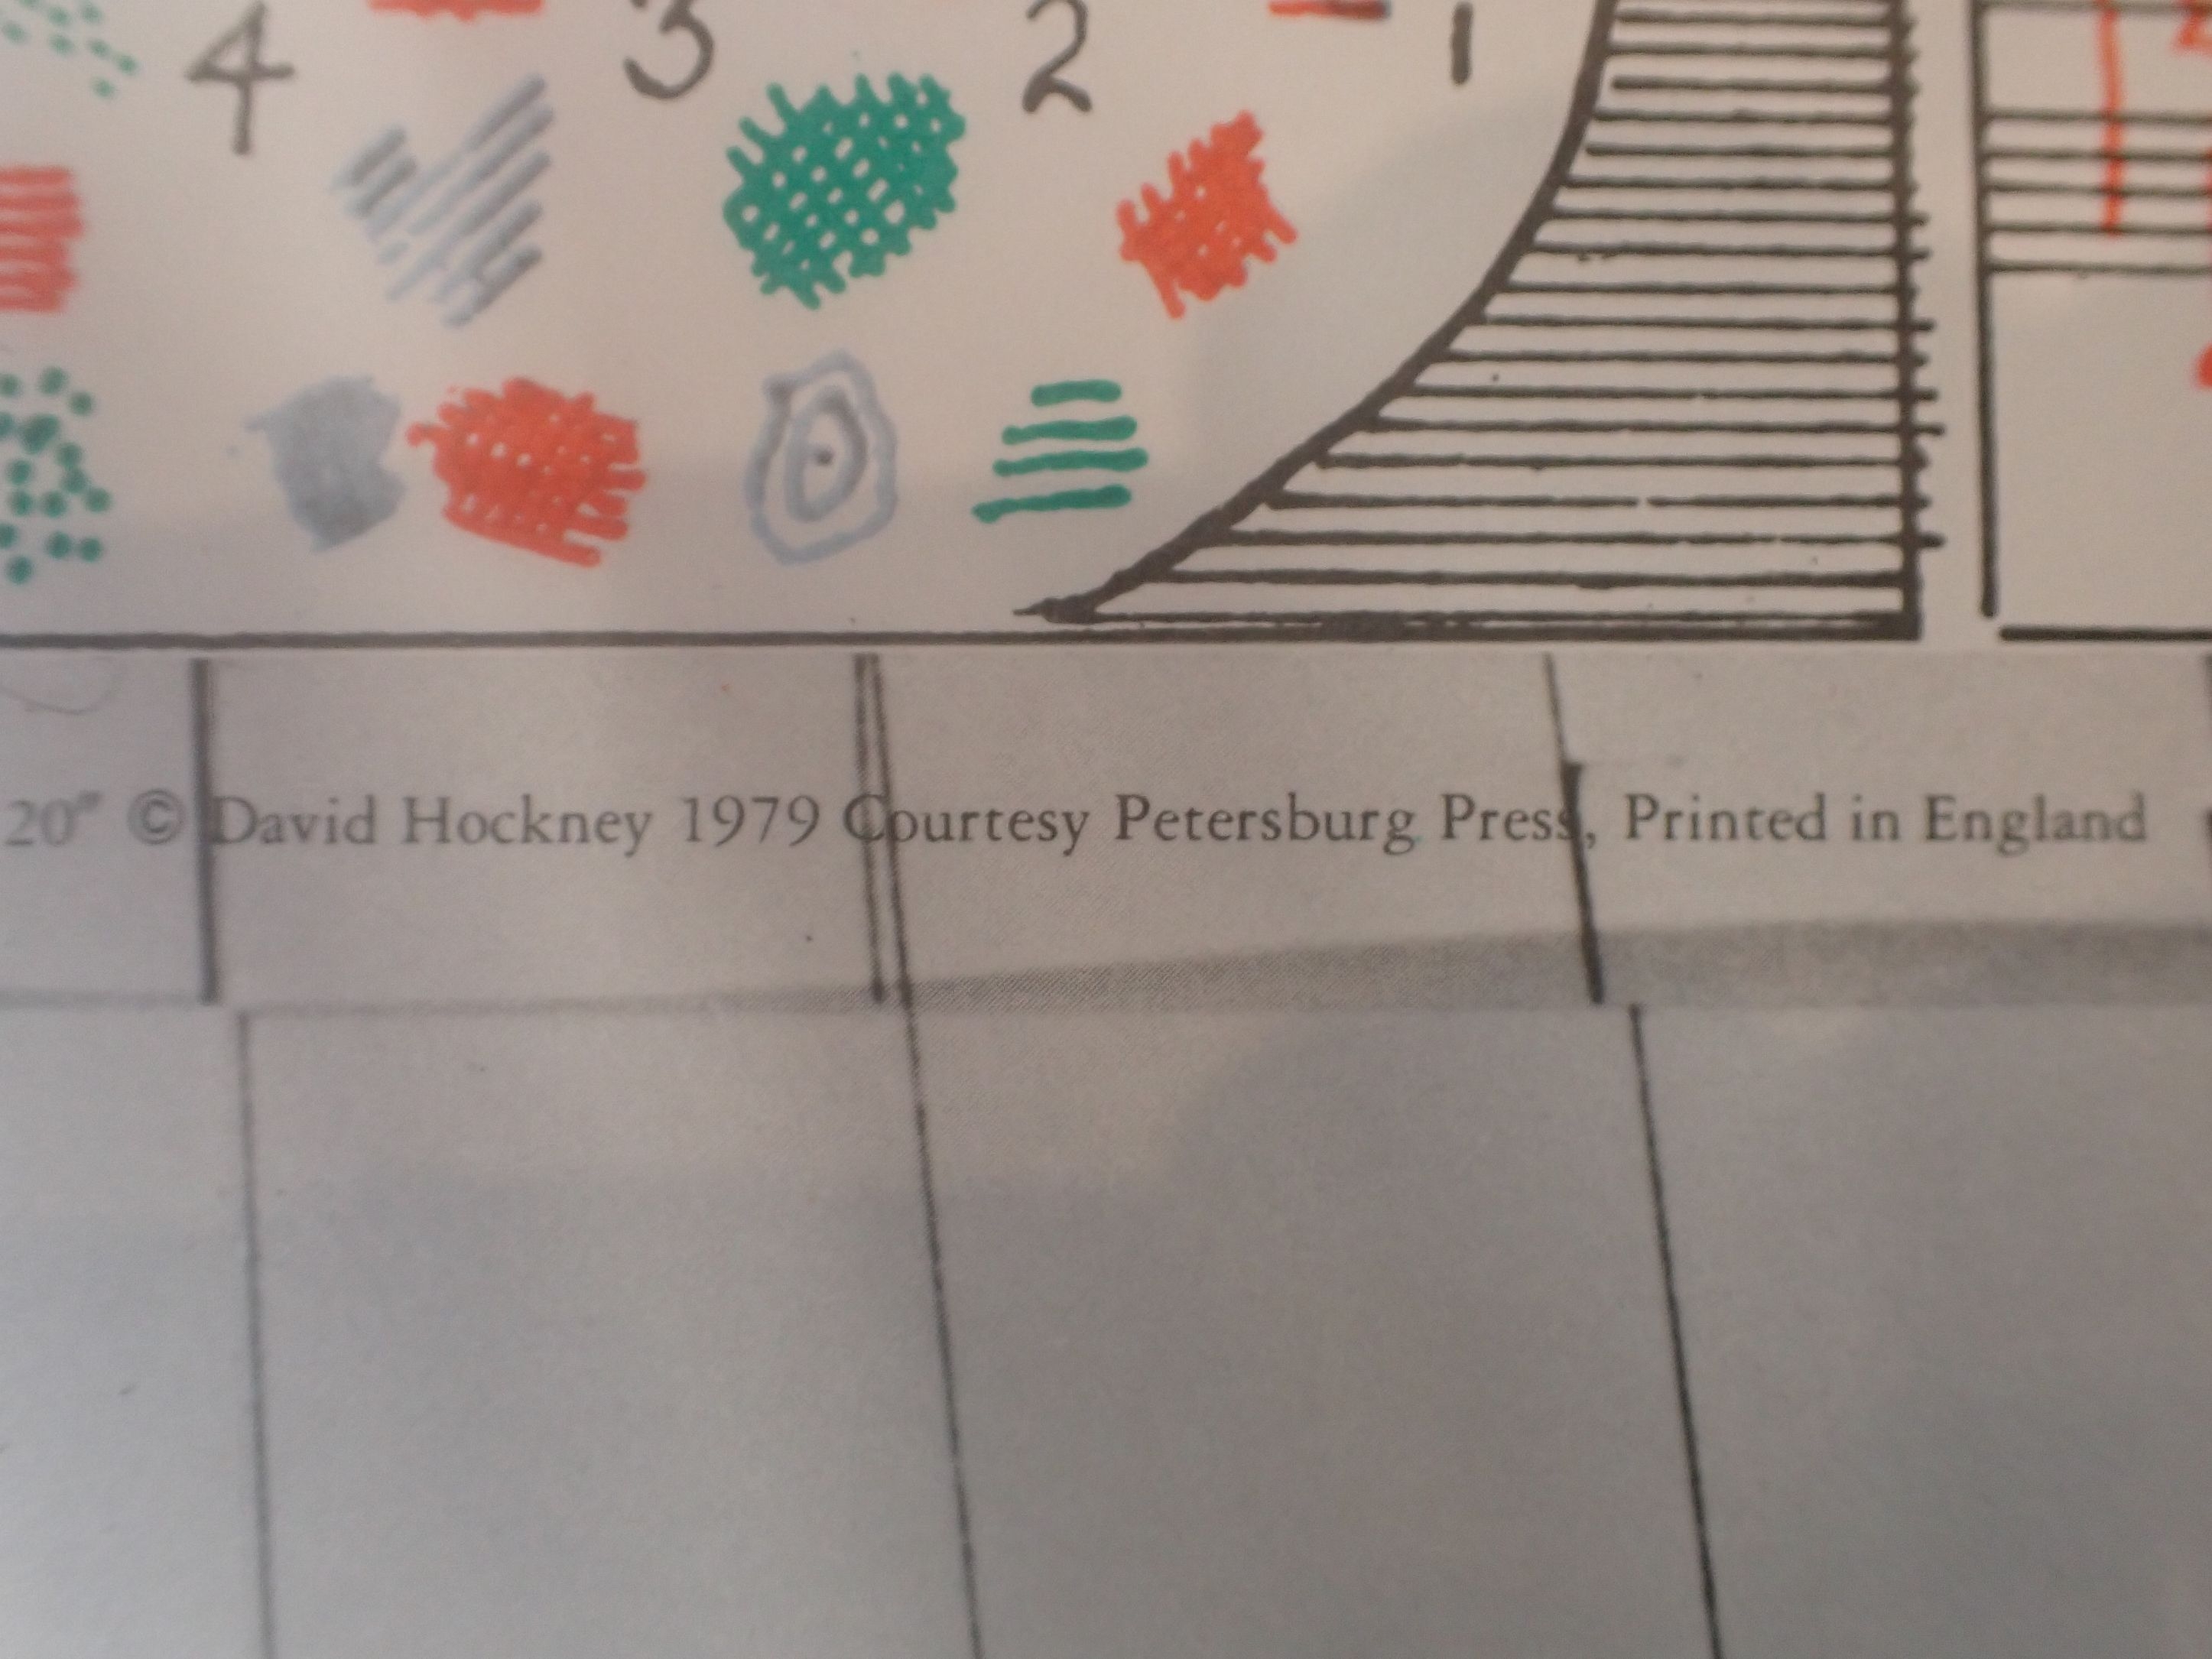 4 3 2 1
20" © David Hockney 1979 Courtesy Petersburg Press, Printed in England